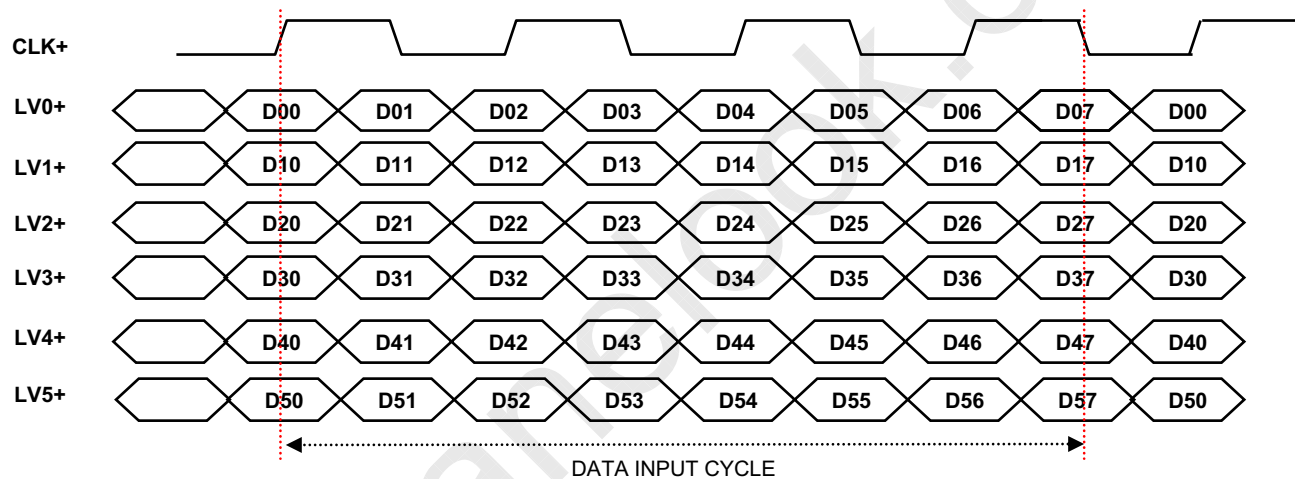 CLK+
LV0+ D00 D01 D02 D03 D04 D05 D06 D07 D00
LV1+ D10 D11 D12 D13 D14 D15 D16 D17 D10
LV2+ D20 D21 D22 D23 D24 D25 D26 D27 D20
LV3+ D30 D31 D32 D33 D34 D35 D36 D37 D30
LV4+ D40 D41 D42 D43 D44 D45 D46 D47 D40
LV5+ D50 D51 D52 D53 D54 D55 D56 D57 D50
DATA INPUT CYCLE
anelook.c